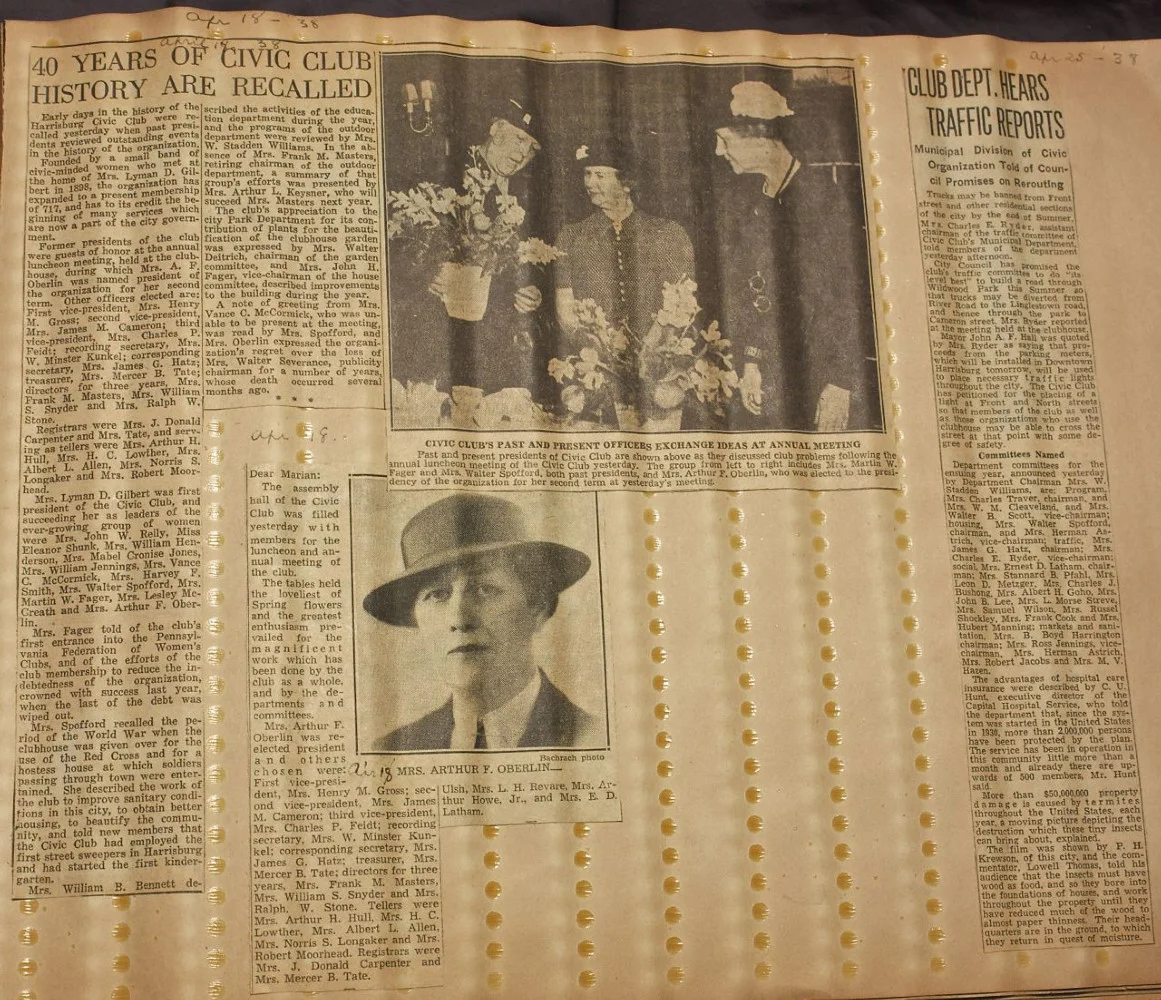 Apr 18 - 38
April 18 38
40 YEARS OF CIVIC CLUB
HISTORY ARE RECALLED
Early days in the history of the
Harrisburg Civic Club were re-
called yesterday when past presi-
dents reviewed outstanding events
in the history of the organization.
Founded by a small band of
civic-minded women who met at
the home of Mrs. Lyman D. Gil-
bert in 1898, the organization has
expanded to a present membership
of 717, and has to its credit the be-
ginning of many services which
are now a part of the city govern-
ment.
Former presidents of the club
were guests of honor at the annual
luncheon meeting, held at the club-
house, during which Mrs. A. F.
Oberlin was named president of
the organization for her second
term. Other officers elected are:
First vice-president, Mrs. Henry
M. Gross; second vice-president,
Mrs. James M. Cameron; third
vice-president, Mrs. Charles P.
Feidt; recording secretary, Mrs.
W. Minster Kunkel; corresponding
secretary, Mrs. James G. Hatz;
treasurer, Mrs. Mercer B. Tate;
directors for three years, Mrs.
Frank M. Masters, Mrs. William
S. Snyder and Mrs. Ralph W.
Stone.
Registrars were Mrs. J. Donald
Carpenter and Mrs. Tate, and serv-
ing as tellers were Mrs. Arthur H.
Hull, Mrs. H. C. Lowther, Mrs.
Albert L. Allen, Mrs. Norris S.
Longaker and Mrs. Robert Moor-
head.
Mrs. Lyman D. Gilbert was first
president of the Civic Club, and
succeeding her as leaders of the
ever-growing group of women
were Mrs. John W. Reily, Miss
Eleanor Shunk, Mrs. William Hen-
derson, Mrs. Mabel Cronise Jones,
Mrs. William Jennings, Mrs. Vance
C. McCormick, Mrs. Harvey F.
Smith, Mrs. Walter Spofford, Mrs.
Martin W. Fager, Mrs. Lesley Mc-
Creath and Mrs. Arthur F. Ober-
lin.
Mrs. Fager told of the club's
first entrance into the Pennsyl-
vania Federation of Women's
Clubs, and of the efforts of the
club membership to reduce the in-
debtedness of the organization,
crowned with success last year,
when the last of the debt was
wiped out.
Mrs. Spofford recalled the pe-
riod of the World War when the
clubhouse was given over for the
use of the Red Cross and for a
hostess house at which soldiers
passing through town were enter-
tained. She described the work of
the club to improve sanitary condi-
tions in this city, to obtain better
housing, to beautify the commu-
nity, and told new members that
the Civic Club had employed the
first street sweepers in Harrisburg
and had started the first kinder-
garten.
Mrs. William B. Bennett de-
scribed the activities of the educa-
tion department during the year,
and the programs of the outdoor
department were reviewed by Mrs.
W. Stadden Williams. In the ab-
sence of Mrs. Frank M. Masters,
retiring chairman of the outdoor
department, a summary of that
group's efforts was presented by
Mrs. Arthur L. Keysner, who will
succeed Mrs. Masters next year.
The club's appreciation to the
city Park Department for its con-
tribution of plants for the beauti-
fication of the clubhouse garden
was expressed by Mrs. Walter
Deitrich, chairman of the garden
committee, and Mrs. John H.
Fager, vice-chairman of the house
committee, described improvements
to the building during the year.
A note of greeting from Mrs.
Vance C. McCormick, who was un-
able to be present at the meeting,
was read by Mrs. Spofford, and
Mrs. Oberlin expressed the organi-
zation's regret over the loss of
Mrs. Walter Severance, publicity
chairman for a number of years,
whose death occurred several
months ago.
* * *
CIVIC CLUB'S PAST AND PRESENT OFFICERS EXCHANGE IDEAS AT ANNUAL MEETING
Past and present presidents of Civic Club are shown above as they discussed club problems following the
annual luncheon meeting of the Civic Club yesterday. The group from left to right includes Mrs. Martin W.
Fager and Mrs. Walter Spofford, both past presidents, and Mrs. Arthur F. Oberlin, who was elected to the presi-
dency of the organization for her second term at yesterday's meeting.
Apr 18.
Dear Marian:
The assembly
hall of the Civic
Club was filled
yesterday with
members for the
luncheon and an-
nual meeting of
the club.
The tables held
the loveliest of
Spring flowers
and the greatest
enthusiasm pre-
vailed for the
magnificent
work which has
been done by the
club as a whole,
and by the de-
partments and
committees.
Mrs. Arthur F.
Oberlin was re-
elected president
and others
chosen were:
First vice-presi-
dent, Mrs. Henry M. Gross; sec-
ond vice-president, Mrs. James
M. Cameron; third vice-president,
Mrs. Charles P. Feidt; recording
secretary, Mrs. W. Minster Kun-
kel; corresponding secretary, Mrs.
James G. Hatz; treasurer, Mrs.
Mercer B. Tate; directors for three
years, Mrs. Frank M. Masters,
Mrs. William S. Snyder and Mrs.
Ralph. W. Stone. Tellers were
Mrs. Arthur H. Hull, Mrs. H. C.
Lowther, Mrs. Albert L. Allen,
Mrs. Norris S. Longaker and Mrs.
Robert Moorhead. Registrars were
Mrs. J. Donald Carpenter and
Mrs. Mercer B. Tate.
Bachrach photo
18 MRS. ARTHUR F. OBERLIN
Ulsh, Mrs. L. H. Revare, Mrs. Ar-
thur Howe, Jr., and Mrs. E. D.
Latham.
Apr 25 - 38
CLUB DEPT. HEARS
TRAFFIC REPORTS
Municipal Division of Civic
Organization Told of Coun-
cil Promises on Rerouting
Trucks may be banned from Front
street and other residential sections
of the city by the end of Summer,
Mrs. Charles E. Ryder, assistant
chairman of the traffic committee of
Civic Club's Municipal Department,
told members of the department
yesterday afternoon.
City Council has promised the
club's traffic committee to do "its
level best" to build a road through
Wildwood Park this Summer so
that trucks may be diverted from
River Road to the Linglestown road,
and thence through the park to
Cameron street, Mrs. Ryder reported
at the meeting held at the clubhouse.
Mayor John A. F. Hall was quoted
by Mrs. Ryder as saying that pro-
ceeds from the parking meters,
which will be installed in Downtown
Harrisburg tomorrow, will be used
to place necessary traffic lights
throughout the city. The Civic Club
has petitioned for the placing of a
light at Front and North streets
so that members of the club as well
as those organizations who use the
clubhouse may be able to cross the
street at that point with some de-
gree of safety.
Committees Named
Department committees for the
ensuing year, announced yesterday
by Department Chairman Mrs. W.
Stadden Williams, are: Program,
Mrs. Charles Traver, chairman, and
Mrs. W. M. Cleaveland, and Mrs.
Walter B. Scott, vice-chairman;
housing, Mrs. Walter Spofford,
chairman, and Mrs. Herman As-
trich, vice-chairman; traffic, Mrs.
James G. Hatz, chairman; Mrs.
Charles E. Ryder, vice-chairman;
social, Mrs. Ernest D. Latham, chair-
man; Mrs. Stannard B. Pfahl, Mrs.
Leon D. Metzger, Mrs. Charles J.
Bushong, Mrs. Albert H. Goho, Mrs.
John B. Lee, Mrs. L. Morse Streve,
Mrs. Samuel Wilson, Mrs. Russel
Shockley, Mrs. Frank Cook and Mrs.
Hubert Manning; markets and sani-
tation, Mrs. B. Boyd Harrington
chairman; Mrs. Ross Jennings, vice-
chairman, Mrs. Herman Astrich,
Mrs. Robert Jacobs and Mrs. M. V.
Hagen.
The advantages of hospital care
insurance were described by C. U.
Hunt, executive director of the
Capital Hospital Service, who told
the department that, since the sys-
tem was started in the United States
in 1936, more than 2,000,000 persons
have been protected by the plan.
The service has been in operation in
this community little more than a
month and already there are up-
wards of 500 members, Mr. Hunt
said.
More than $50,000,000 property
damage is caused by termites
throughout the United States, each
year, a moving picture depicting the
destruction which these tiny insects
can bring about, explained.
The film was shown by P. H.
Krewson, of this city, and the com-
mentator, Lowell Thomas, told his
audience that the insects must have
wood as food, and so they bore into
the foundations of houses, and work
throughout the property until they
have reduced much of the wood to
almost paper thinness. Their head-
quarters are in the ground, to which
they return in quest of moisture.